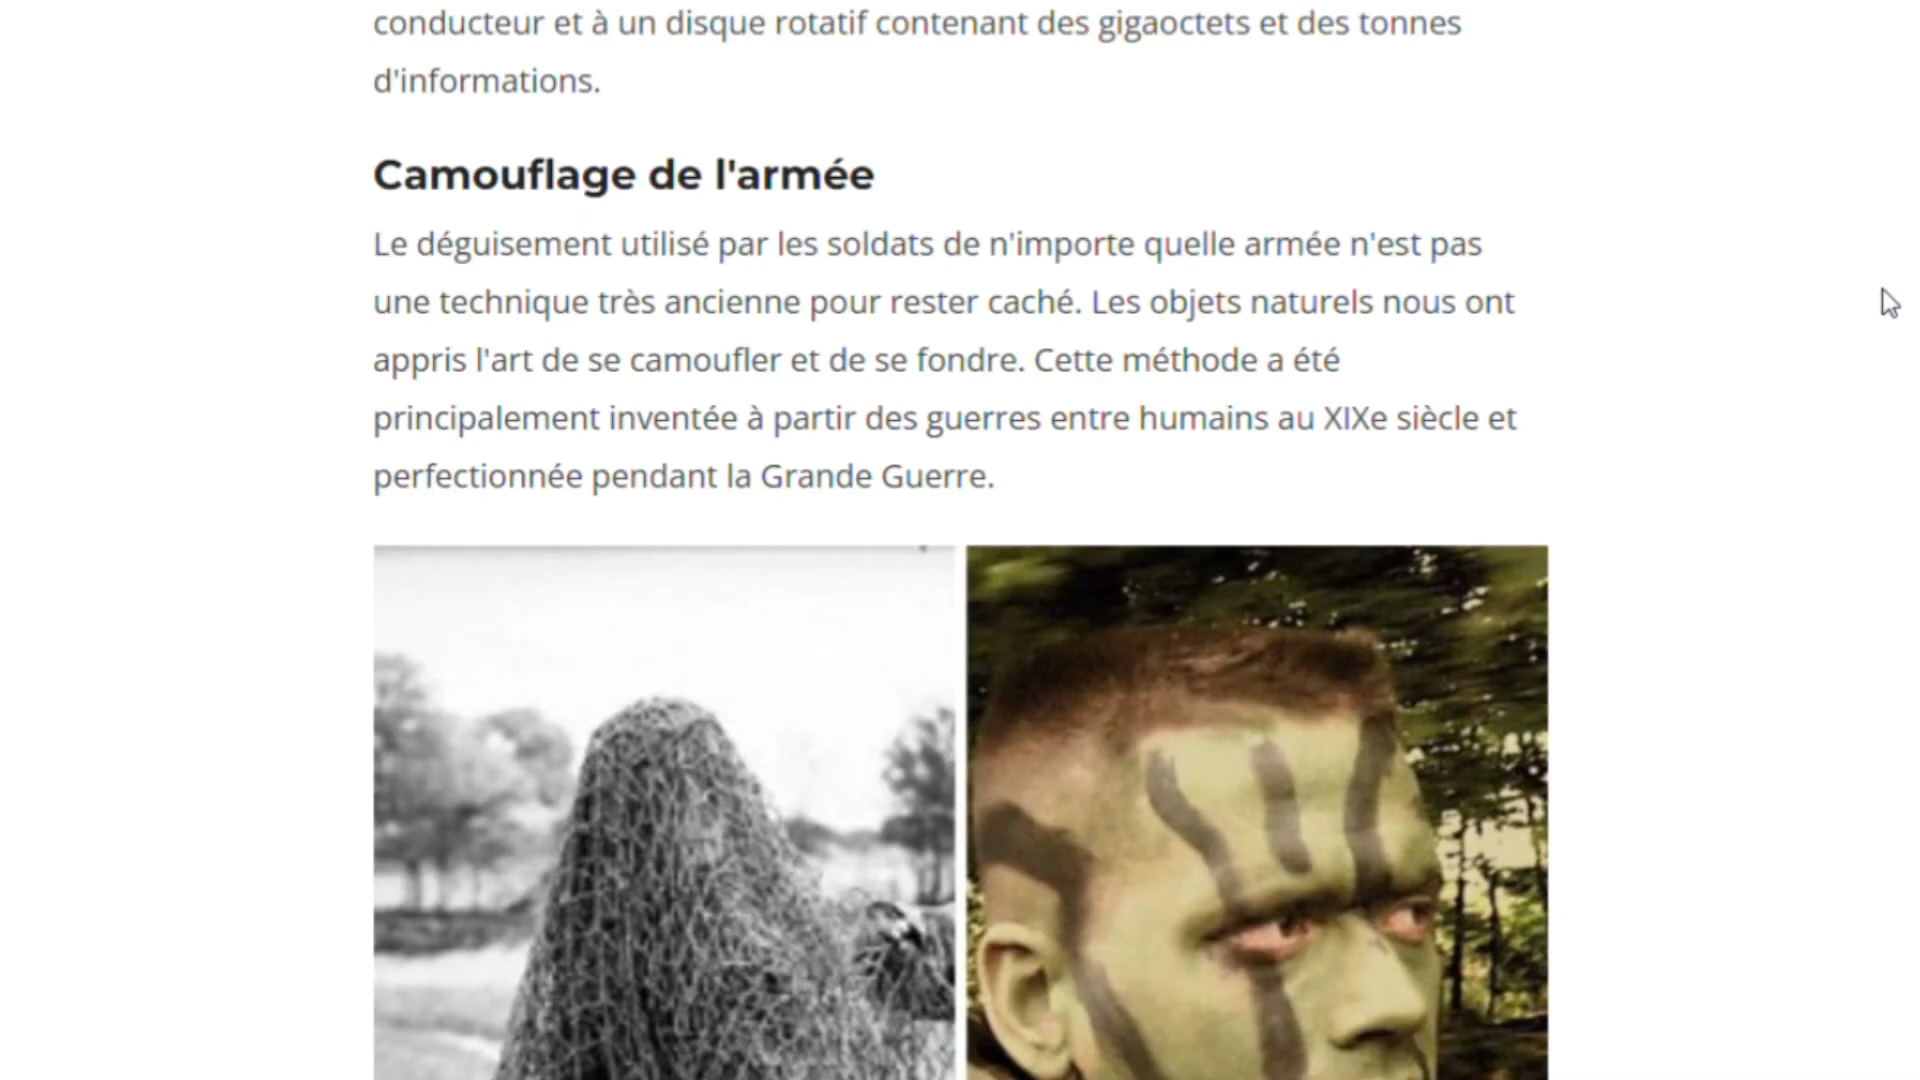 conducteur et à un disque rotatif contenant des gigaoctets et des tonnes
d'informations.
Camouflage de l'armée
Le déguisement utilisé par les soldats de n'importe quelle armée n'est pas
une technique très ancienne pour rester caché. Les objets naturels nous ont
appris l'art de se camoufler et de se fondre. Cette méthode a été
principalement inventée à partir des guerres entre humains au XIXe siècle et
perfectionnée pendant la Grande Guerre.